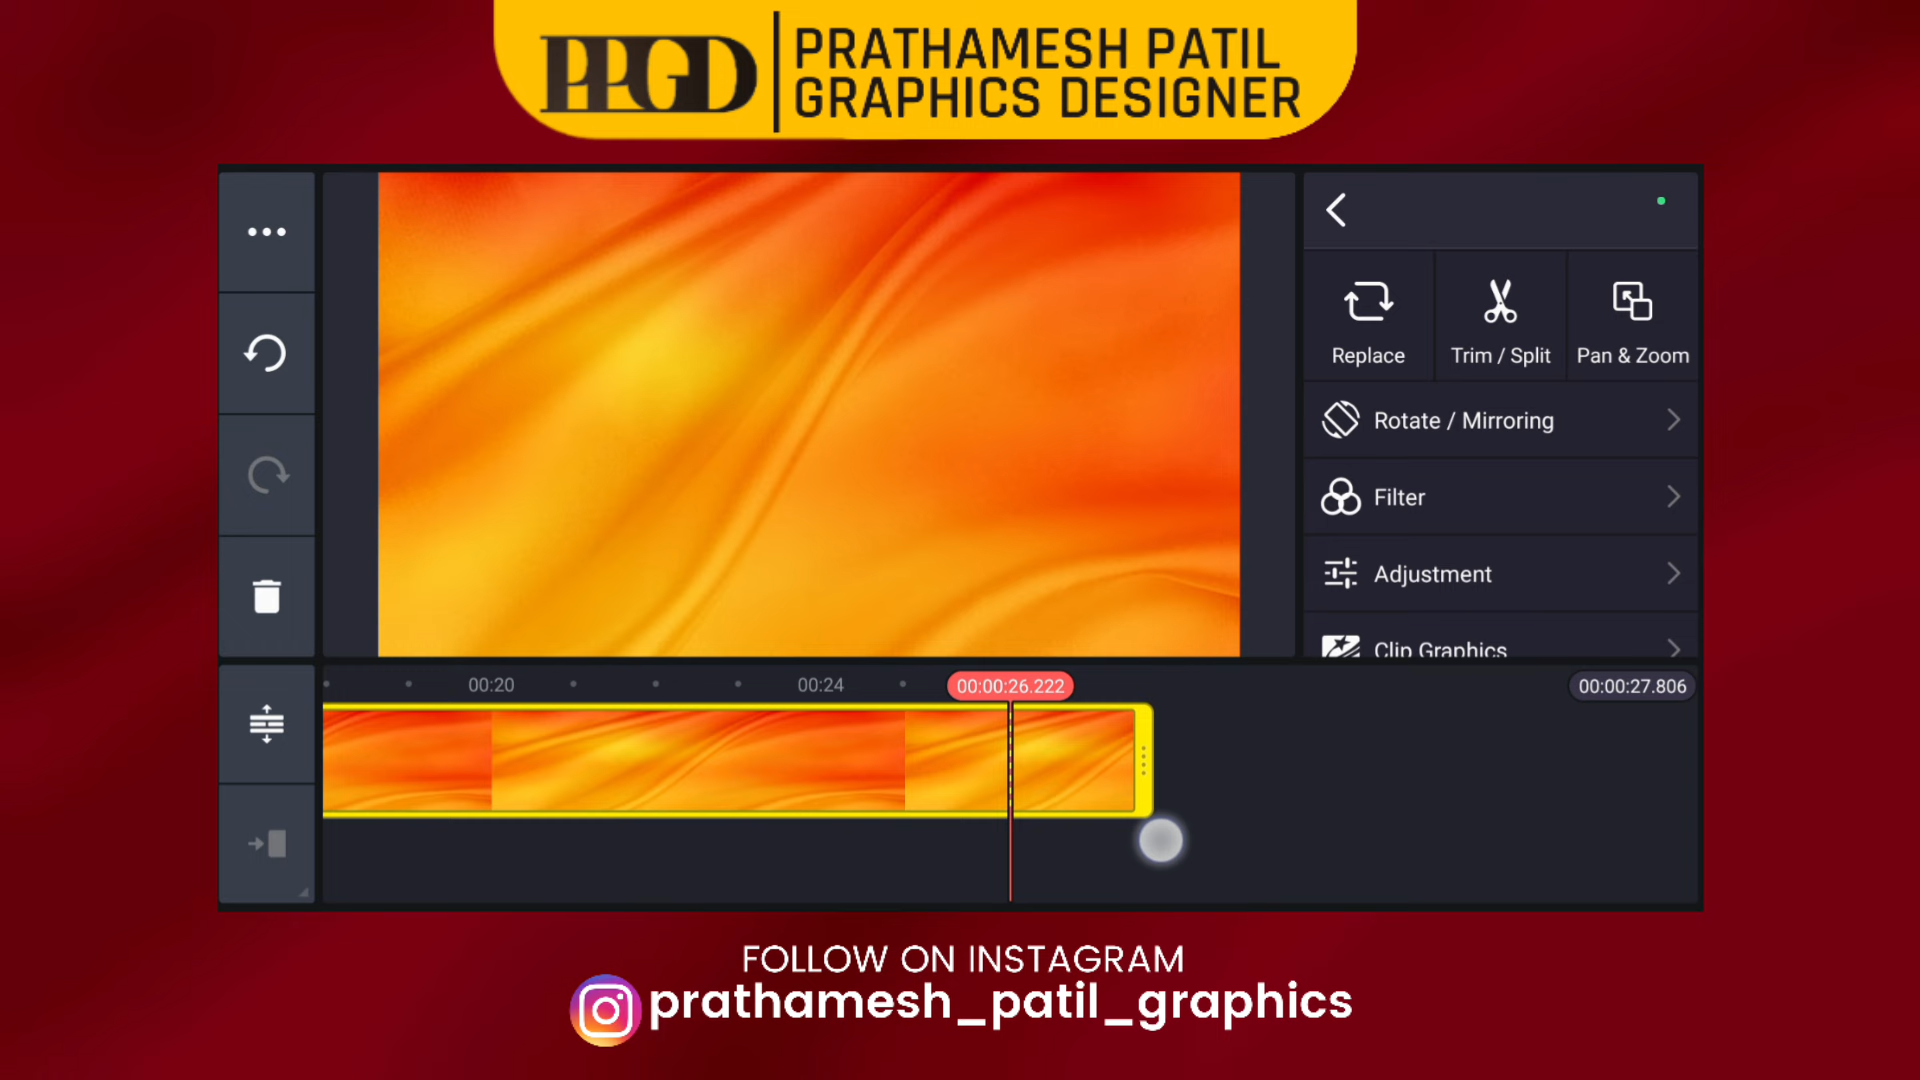 PPGD
PRATHAMESH PATIL
GRAPHICS DESIGNER
Replace
Trim / Split
Pan & Zoom
Rotate / Mirroring
Filter
Adjustment
Clip Graphics
00:20
00:24
00:00:26.222
00:00:27.806
FOLLOW ON INSTAGRAM
prathamesh_patil_graphics